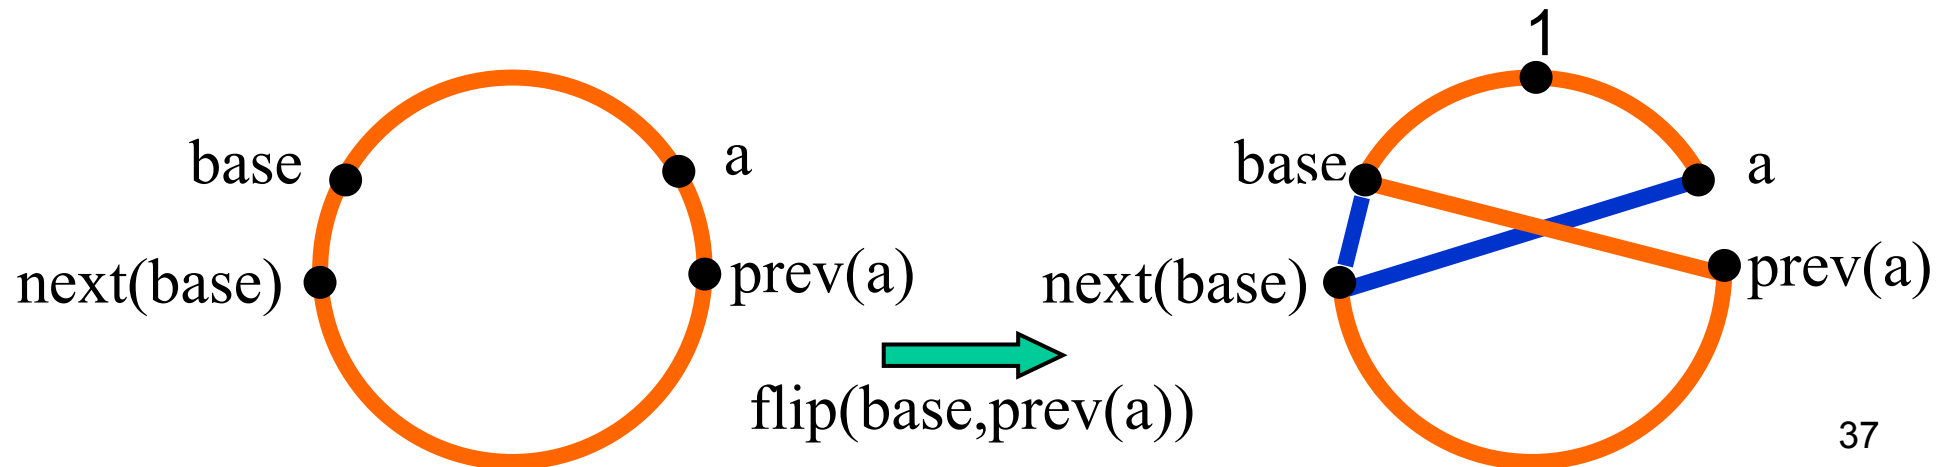 base
a
next(base)
prev(a)
flip(base,prev(a))
1
base
a
next(base)
prev(a)
37